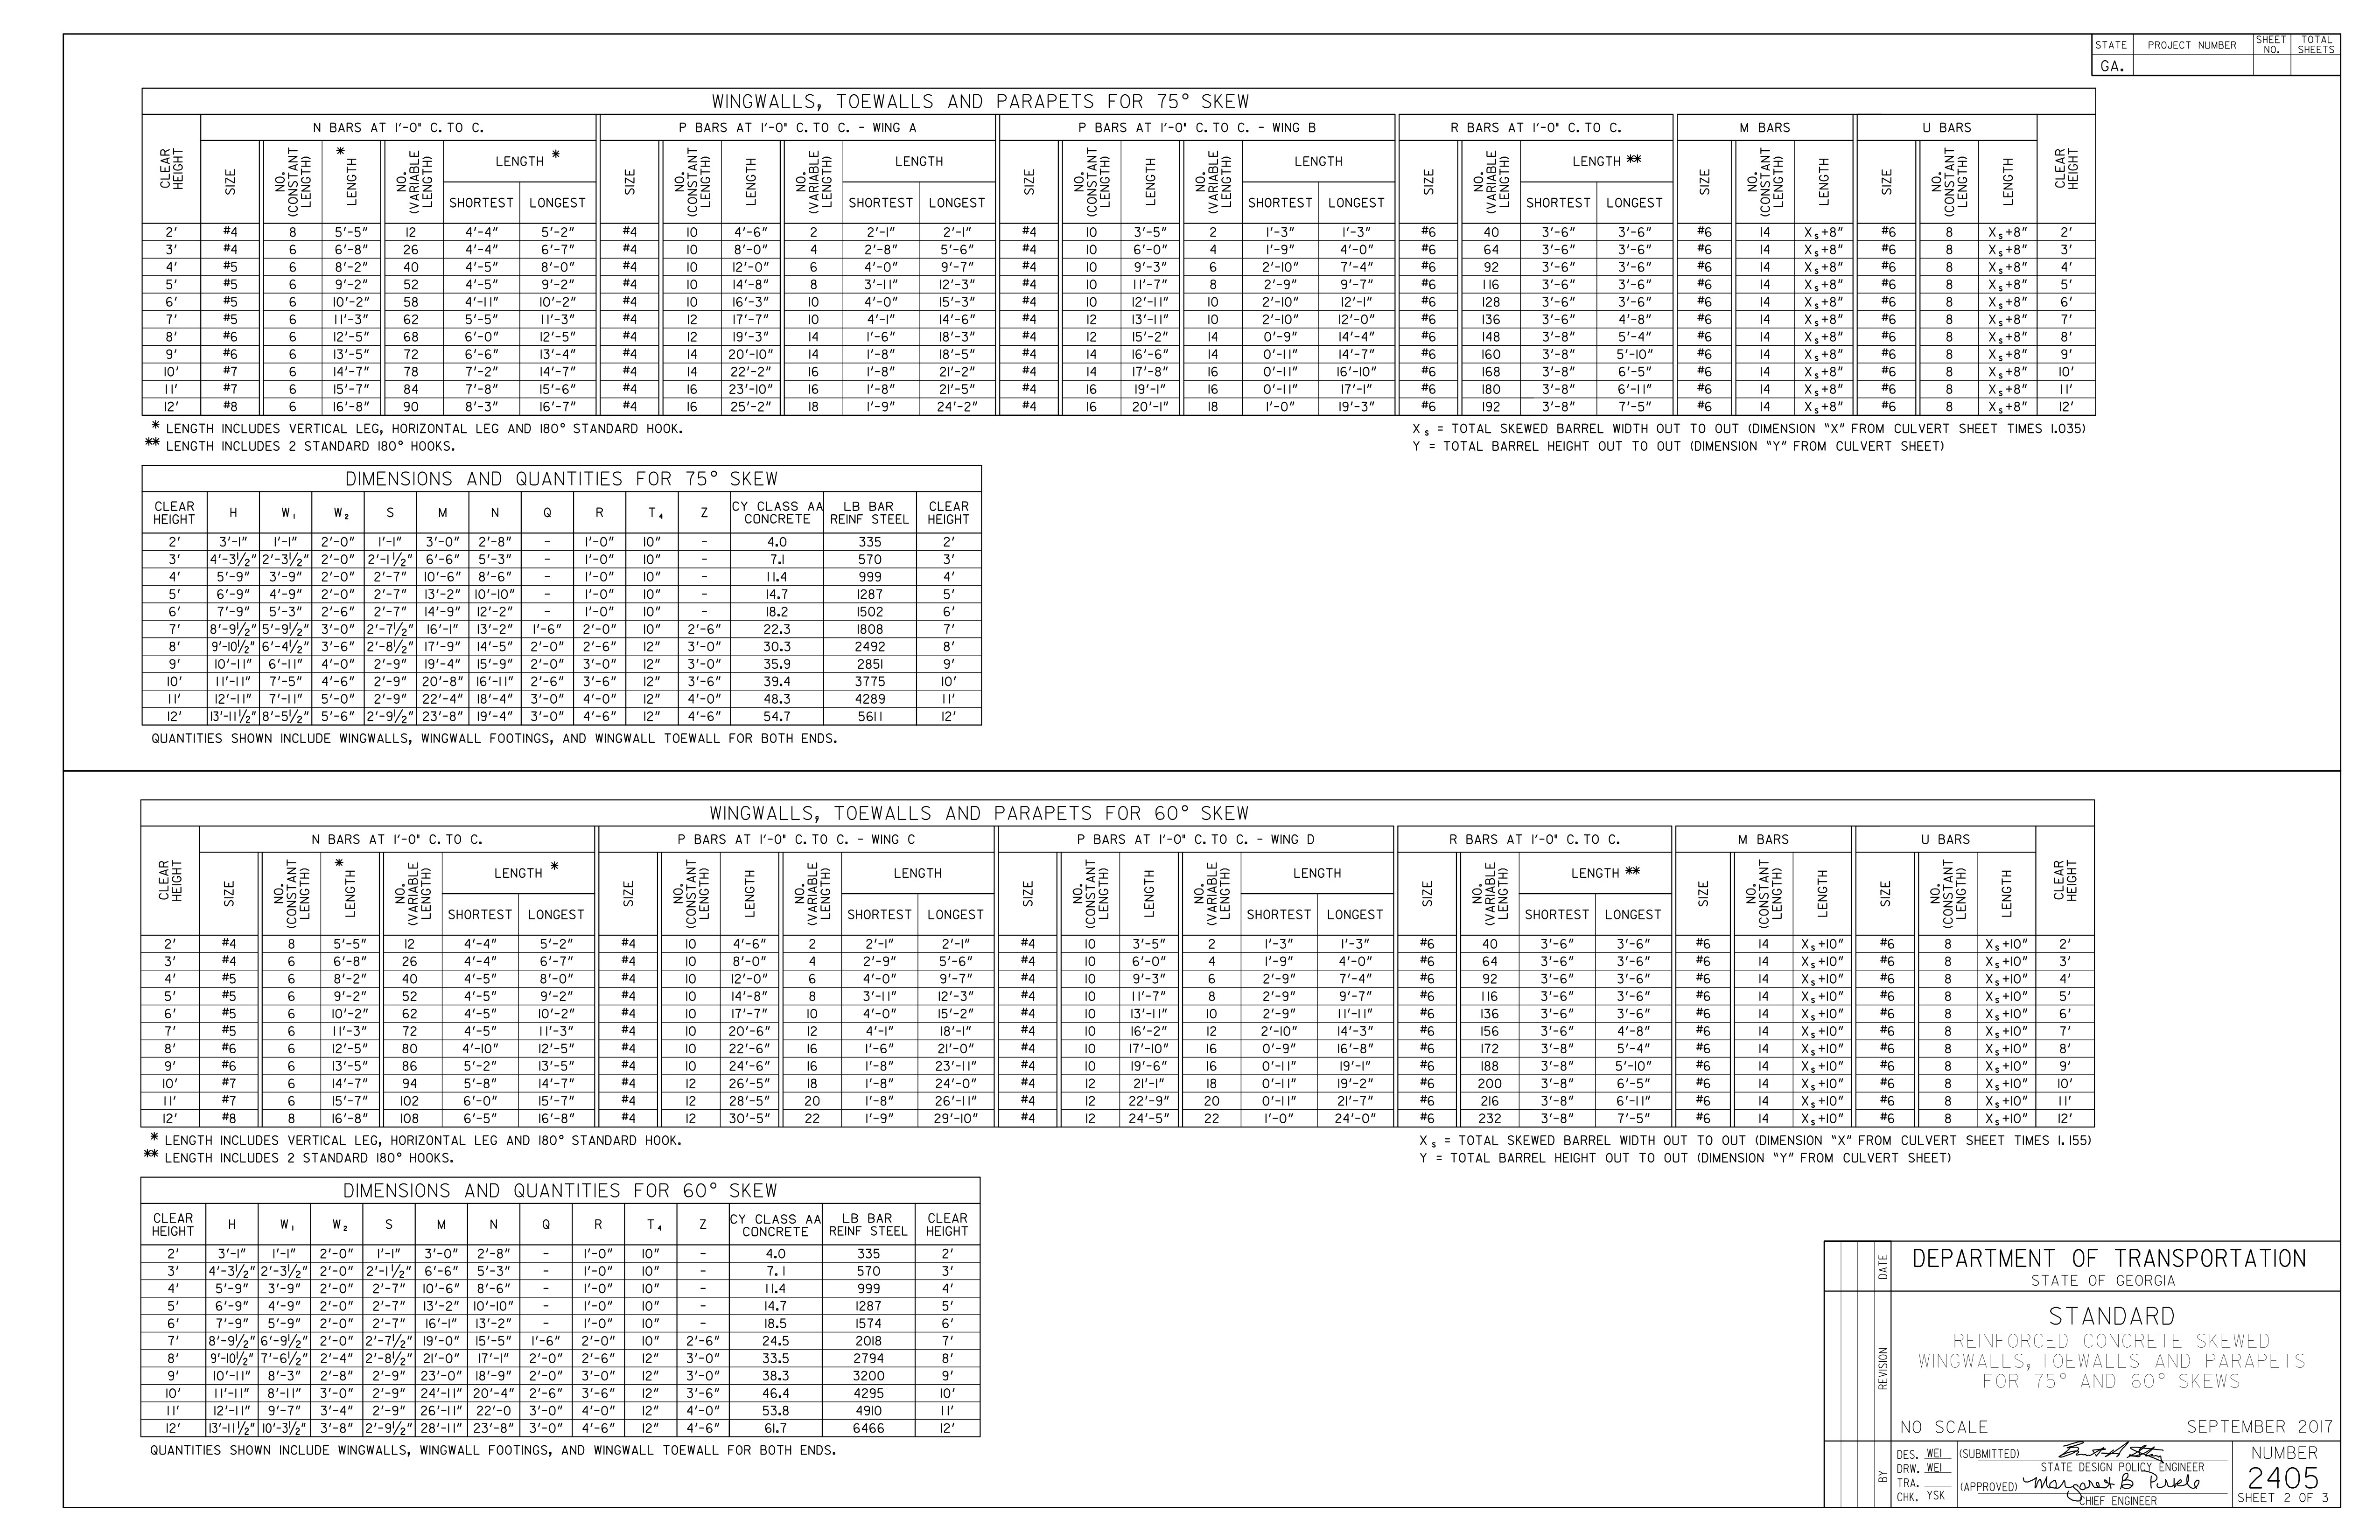 STATE PROJECT NUMBER SHEET NO. TOTAL SHEETS
GA.
WINGWALLS, TOEWALLS AND PARAPETS FOR 75° SKEW
CLEAR HEIGHT N BARS AT 1'-0" C. TO C. P BARS AT 1'-0" C. TO C. - WING A P BARS AT 1'-0" C. TO C. - WING B R BARS AT 1'-0" C. TO C. M BARS U BARS CLEAR HEIGHT
SIZE NO. (CONSTANT LENGTH) LENGTH * NO. (VARIABLE LENGTH) LENGTH * SIZE NO. (CONSTANT LENGTH) LENGTH NO. (VARIABLE LENGTH) LENGTH SIZE NO. (CONSTANT LENGTH) LENGTH NO. (VARIABLE LENGTH) LENGTH SIZE NO. (VARIABLE LENGTH) LENGTH ** SIZE NO. (CONSTANT LENGTH) LENGTH SIZE NO. (CONSTANT LENGTH) LENGTH
SHORTEST LONGEST SHORTEST LONGEST SHORTEST LONGEST SHORTEST LONGEST
2' #4 8 5'-5" 12 4'-4" 5'-2" #4 10 4'-6" 2 2'-1" 2'-1" #4 10 3'-5" 2 1'-3" 1'-3" #6 40 3'-6" 3'-6" #6 14 Xs+8" #6 8 Xs+8" 2'
3' #4 6 6'-8" 26 4'-4" 6'-7" #4 10 8'-0" 4 2'-8" 5'-6" #4 10 6'-0" 4 1'-9" 4'-0" #6 64 3'-6" 3'-6" #6 14 Xs+8" #6 8 Xs+8" 3'
4' #5 6 8'-2" 40 4'-5" 8'-0" #4 10 12'-0" 6 4'-0" 9'-7" #4 10 9'-3" 6 2'-10" 7'-4" #6 92 3'-6" 3'-6" #6 14 Xs+8" #6 8 Xs+8" 4'
5' #5 6 9'-2" 52 4'-5" 9'-2" #4 10 14'-8" 8 3'-11" 12'-3" #4 10 11'-7" 8 2'-9" 9'-7" #6 116 3'-6" 3'-6" #6 14 Xs+8" #6 8 Xs+8" 5'
6' #5 6 10'-2" 58 4'-11" 10'-2" #4 10 16'-3" 10 4'-0" 15'-3" #4 10 12'-11" 10 2'-10" 12'-1" #6 128 3'-6" 3'-6" #6 14 Xs+8" #6 8 Xs+8" 6'
7' #5 6 11'-3" 62 5'-5" 11'-3" #4 12 17'-7" 10 4'-1" 14'-6" #4 12 13'-11" 10 2'-10" 12'-0" #6 136 3'-6" 4'-8" #6 14 Xs+8" #6 8 Xs+8" 7'
8' #6 6 12'-5" 68 6'-0" 12'-5" #4 12 19'-3" 14 1'-6" 18'-3" #4 12 15'-2" 14 0'-9" 14'-4" #6 148 3'-8" 5'-4" #6 14 Xs+8" #6 8 Xs+8" 8'
9' #6 6 13'-5" 72 6'-6" 13'-4" #4 14 20'-10" 14 1'-8" 18'-5" #4 14 16'-6" 14 0'-11" 14'-7" #6 160 3'-8" 5'-10" #6 14 Xs+8" #6 8 Xs+8" 9'
10' #7 6 14'-7" 78 7'-2" 14'-7" #4 14 22'-2" 16 1'-8" 21'-2" #4 14 17'-8" 16 0'-11" 16'-10" #6 168 3'-8" 6'-5" #6 14 Xs+8" #6 8 Xs+8" 10'
11' #7 6 15'-7" 84 7'-8" 15'-6" #4 16 23'-10" 16 1'-8" 21'-5" #4 16 19'-1" 16 0'-11" 17'-1" #6 180 3'-8" 6'-11" #6 14 Xs+8" #6 8 Xs+8" 11'
12' #8 6 16'-8" 90 8'-3" 16'-7" #4 16 25'-2" 18 1'-9" 24'-2" #4 16 20'-1" 18 1'-0" 19'-3" #6 192 3'-8" 7'-5" #6 14 Xs+8" #6 8 Xs+8" 12'
* LENGTH INCLUDES VERTICAL LEG, HORIZONTAL LEG AND 180° STANDARD HOOK.
** LENGTH INCLUDES 2 STANDARD 180° HOOKS.
Xs = TOTAL SKEWED BARREL WIDTH OUT TO OUT (DIMENSION "X" FROM CULVERT SHEET TIMES 1.035)
Y = TOTAL BARREL HEIGHT OUT TO OUT (DIMENSION "Y" FROM CULVERT SHEET)
DIMENSIONS AND QUANTITIES FOR 75° SKEW
CLEAR HEIGHT H W1 W2 S M N Q R T4 Z CY CLASS AA CONCRETE LB BAR REINF STEEL CLEAR HEIGHT
2' 3'-1" 1'-1" 2'-0" 1'-1" 3'-0" 2'-8" - 1'-0" 10" - 4.0 335 2'
3' 4'-3½" 2'-3½" 2'-0" 2'-1½" 6'-6" 5'-3" - 1'-0" 10" - 7.1 570 3'
4' 5'-9" 3'-9" 2'-0" 2'-7" 10'-6" 8'-6" - 1'-0" 10" - 11.4 999 4'
5' 6'-9" 4'-9" 2'-0" 2'-7" 13'-2" 10'-10" - 1'-0" 10" - 14.7 1287 5'
6' 7'-9" 5'-3" 2'-6" 2'-7" 14'-9" 12'-2" - 1'-0" 10" - 18.2 1502 6'
7' 8'-9½" 5'-9½" 3'-0" 2'-7½" 16'-1" 13'-2" 1'-6" 2'-0" 10" 2'-6" 22.3 1808 7'
8' 9'-10½" 6'-4½" 3'-6" 2'-8½" 17'-9" 14'-5" 2'-0" 2'-6" 12" 3'-0" 30.3 2492 8'
9' 10'-11" 6'-11" 4'-0" 2'-9" 19'-4" 15'-9" 2'-0" 3'-0" 12" 3'-0" 35.9 2851 9'
10' 11'-11" 7'-5" 4'-6" 2'-9" 20'-8" 16'-11" 2'-6" 3'-6" 12" 3'-6" 39.4 3775 10'
11' 12'-11" 7'-11" 5'-0" 2'-9" 22'-4" 18'-4" 3'-0" 4'-0" 12" 4'-0" 48.3 4289 11'
12' 13'-11½" 8'-5½" 5'-6" 2'-9½" 23'-8" 19'-4" 3'-0" 4'-6" 12" 4'-6" 54.7 5611 12'
QUANTITIES SHOWN INCLUDE WINGWALLS, WINGWALL FOOTINGS, AND WINGWALL TOEWALL FOR BOTH ENDS.
WINGWALLS, TOEWALLS AND PARAPETS FOR 60° SKEW
CLEAR HEIGHT N BARS AT 1'-0" C. TO C. P BARS AT 1'-0" C. TO C. - WING C P BARS AT 1'-0" C. TO C. - WING D R BARS AT 1'-0" C. TO C. M BARS U BARS CLEAR HEIGHT
SIZE NO. (CONSTANT LENGTH) LENGTH * NO. (VARIABLE LENGTH) LENGTH * SIZE NO. (CONSTANT LENGTH) LENGTH NO. (VARIABLE LENGTH) LENGTH SIZE NO. (CONSTANT LENGTH) LENGTH NO. (VARIABLE LENGTH) LENGTH SIZE NO. (VARIABLE LENGTH) LENGTH ** SIZE NO. (CONSTANT LENGTH) LENGTH SIZE NO. (CONSTANT LENGTH) LENGTH
SHORTEST LONGEST SHORTEST LONGEST SHORTEST LONGEST SHORTEST LONGEST
2' #4 8 5'-5" 12 4'-4" 5'-2" #4 10 4'-6" 2 2'-1" 2'-1" #4 10 3'-5" 2 1'-3" 1'-3" #6 40 3'-6" 3'-6" #6 14 Xs+10" #6 8 Xs+10" 2'
3' #4 6 6'-8" 26 4'-4" 6'-7" #4 10 8'-0" 4 2'-9" 5'-6" #4 10 6'-0" 4 1'-9" 4'-0" #6 64 3'-6" 3'-6" #6 14 Xs+10" #6 8 Xs+10" 3'
4' #5 6 8'-2" 40 4'-5" 8'-0" #4 10 12'-0" 6 4'-0" 9'-7" #4 10 9'-3" 6 2'-9" 7'-4" #6 92 3'-6" 3'-6" #6 14 Xs+10" #6 8 Xs+10" 4'
5' #5 6 9'-2" 52 4'-5" 9'-2" #4 10 14'-8" 8 3'-11" 12'-3" #4 10 11'-7" 8 2'-9" 9'-7" #6 116 3'-6" 3'-6" #6 14 Xs+10" #6 8 Xs+10" 5'
6' #5 6 10'-2" 62 4'-5" 10'-2" #4 10 17'-7" 10 4'-0" 15'-2" #4 10 13'-11" 10 2'-9" 11'-11" #6 136 3'-6" 3'-6" #6 14 Xs+10" #6 8 Xs+10" 6'
7' #5 6 11'-3" 72 4'-5" 11'-3" #4 10 20'-6" 12 4'-1" 18'-1" #4 10 16'-2" 12 2'-10" 14'-3" #6 156 3'-6" 4'-8" #6 14 Xs+10" #6 8 Xs+10" 7'
8' #6 6 12'-5" 80 4'-10" 12'-5" #4 10 22'-6" 16 1'-6" 21'-0" #4 10 17'-10" 16 0'-9" 16'-8" #6 172 3'-8" 5'-4" #6 14 Xs+10" #6 8 Xs+10" 8'
9' #6 6 13'-5" 86 5'-2" 13'-5" #4 10 24'-6" 16 1'-8" 23'-11" #4 10 19'-6" 16 0'-11" 19'-1" #6 188 3'-8" 5'-10" #6 14 Xs+10" #6 8 Xs+10" 9'
10' #7 6 14'-7" 94 5'-8" 14'-7" #4 12 26'-5" 18 1'-8" 24'-0" #4 12 21'-1" 18 0'-11" 19'-2" #6 200 3'-8" 6'-5" #6 14 Xs+10" #6 8 Xs+10" 10'
11' #7 6 15'-7" 102 6'-0" 15'-7" #4 12 28'-5" 20 1'-8" 26'-11" #4 12 22'-9" 20 0'-11" 21'-7" #6 216 3'-8" 6'-11" #6 14 Xs+10" #6 8 Xs+10" 11'
12' #8 8 16'-8" 108 6'-5" 16'-8" #4 12 30'-5" 22 1'-9" 29'-10" #4 12 24'-5" 22 1'-0" 24'-0" #6 232 3'-8" 7'-5" #6 14 Xs+10" #6 8 Xs+10" 12'
* LENGTH INCLUDES VERTICAL LEG, HORIZONTAL LEG AND 180° STANDARD HOOK.
** LENGTH INCLUDES 2 STANDARD 180° HOOKS.
Xs = TOTAL SKEWED BARREL WIDTH OUT TO OUT (DIMENSION "X" FROM CULVERT SHEET TIMES 1.155)
Y = TOTAL BARREL HEIGHT OUT TO OUT (DIMENSION "Y" FROM CULVERT SHEET)
DIMENSIONS AND QUANTITIES FOR 60° SKEW
CLEAR HEIGHT H W1 W2 S M N Q R T4 Z CY CLASS AA CONCRETE LB BAR REINF STEEL CLEAR HEIGHT
2' 3'-1" 1'-1" 2'-0" 1'-1" 3'-0" 2'-8" - 1'-0" 10" - 4.0 335 2'
3' 4'-3½" 2'-3½" 2'-0" 2'-1½" 6'-6" 5'-3" - 1'-0" 10" - 7.1 570 3'
4' 5'-9" 3'-9" 2'-0" 2'-7" 10'-6" 8'-6" - 1'-0" 10" - 11.4 999 4'
5' 6'-9" 4'-9" 2'-0" 2'-7" 13'-2" 10'-10" - 1'-0" 10" - 14.7 1287 5'
6' 7'-9" 5'-9" 2'-0" 2'-7" 16'-1" 13'-2" - 1'-0" 10" - 18.5 1574 6'
7' 8'-9½" 6'-9½" 2'-0" 2'-7½" 19'-0" 15'-5" 1'-6" 2'-0" 10" 2'-6" 24.5 2018 7'
8' 9'-10½" 7'-6½" 2'-4" 2'-8½" 21'-0" 17'-1" 2'-0" 2'-6" 12" 3'-0" 33.5 2794 8'
9' 10'-11" 8'-3" 2'-8" 2'-9" 23'-0" 18'-9" 2'-0" 3'-0" 12" 3'-0" 38.3 3200 9'
10' 11'-11" 8'-11" 3'-0" 2'-9" 24'-11" 20'-4" 2'-6" 3'-6" 12" 3'-6" 46.4 4295 10'
11' 12'-11" 9'-7" 3'-4" 2'-9" 26'-11" 22'-0 3'-0" 4'-0" 12" 4'-0" 53.8 4910 11'
12' 13'-11½" 10'-3½" 3'-8" 2'-9½" 28'-11" 23'-8" 3'-0" 4'-6" 12" 4'-6" 61.7 6466 12'
QUANTITIES SHOWN INCLUDE WINGWALLS, WINGWALL FOOTINGS, AND WINGWALL TOEWALL FOR BOTH ENDS.
DATE
REVISION
BY
DEPARTMENT OF TRANSPORTATION
STATE OF GEORGIA
STANDARD
REINFORCED CONCRETE SKEWED
WINGWALLS, TOEWALLS AND PARAPETS
FOR 75° AND 60° SKEWS
NO SCALE SEPTEMBER 2017
DES. WEI (SUBMITTED)
DRW. WEI STATE DESIGN POLICY ENGINEER
TRA. (APPROVED) Margaret B Pirkle
CHK. YSK CHIEF ENGINEER
NUMBER
2405
SHEET 2 OF 3